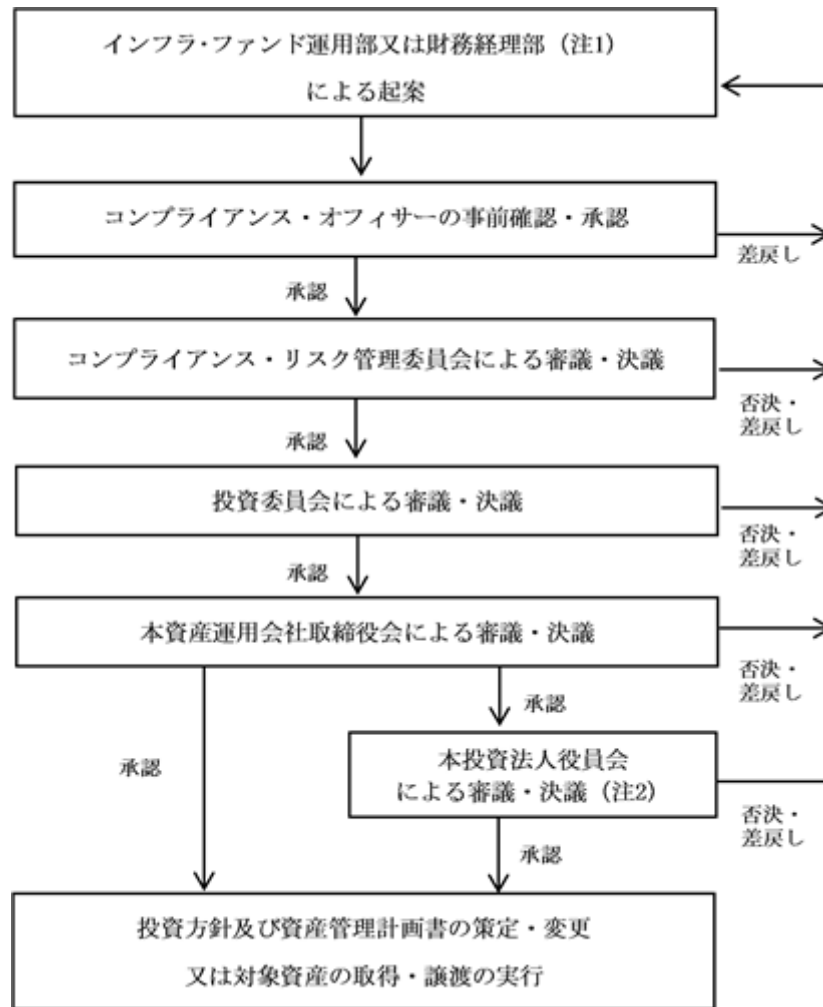 インフラ・ファンド運用部又は財務経理部（注1）
による起案
コンプライアンス・オフィサーの事前確認・承認
差戻し
承認
コンプライアンス・リスク管理委員会による審議・決議
否決・
差戻し
承認
投資委員会による審議・決議
否決・
差戻し
承認
本資産運用会社取締役会による審議・決議
否決・
差戻し
承認
承認
本投資法人役員会
による審議・決議（注2）
否決・
差戻し
承認
投資方針及び資産管理計画書の策定・変更
又は対象資産の取得・譲渡の実行